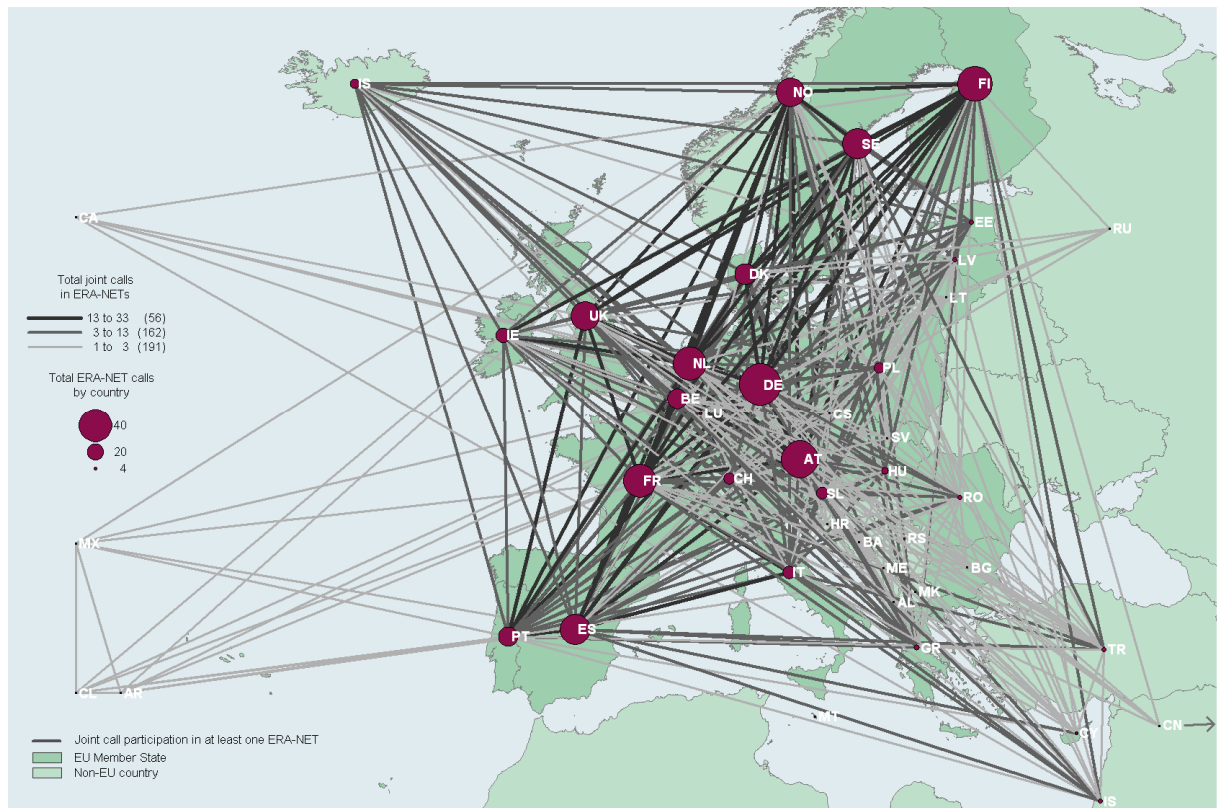 IS
NO
FI
SE
CA
EE
RU
LV
DK
Total joint calls
in ERA-NETs
13 to 33 (56)
3 to 13 (162)
1 to 3 (191)
LT
UK
IE
NL
PL
Total ERA-NET calls
by country
DE
BE
LU
CS
40
20
4
SV
AT
HU
FR
CH
SL
RO
HR
MX
BA
RS
IT
ME
BG
MK
AL
PT
ES
GR
TR
CL
AR
MT
CN
CY
Joint call participation in at least one ERA-NET
EU Member State
Non-EU country
IS